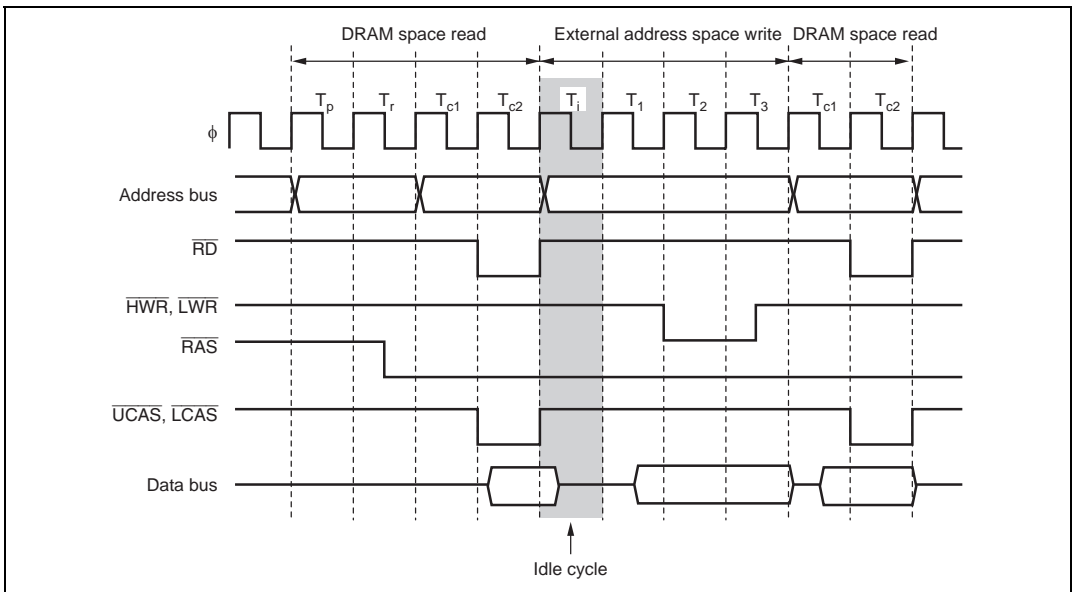 DRAM space read External address space write DRAM space read
Tp Tr Tc1 Tc2 Ti T1 T2 T3 Tc1 Tc2
ϕ
Address bus
RD
HWR, LWR
RAS
UCAS, LCAS
Data bus
Idle cycle